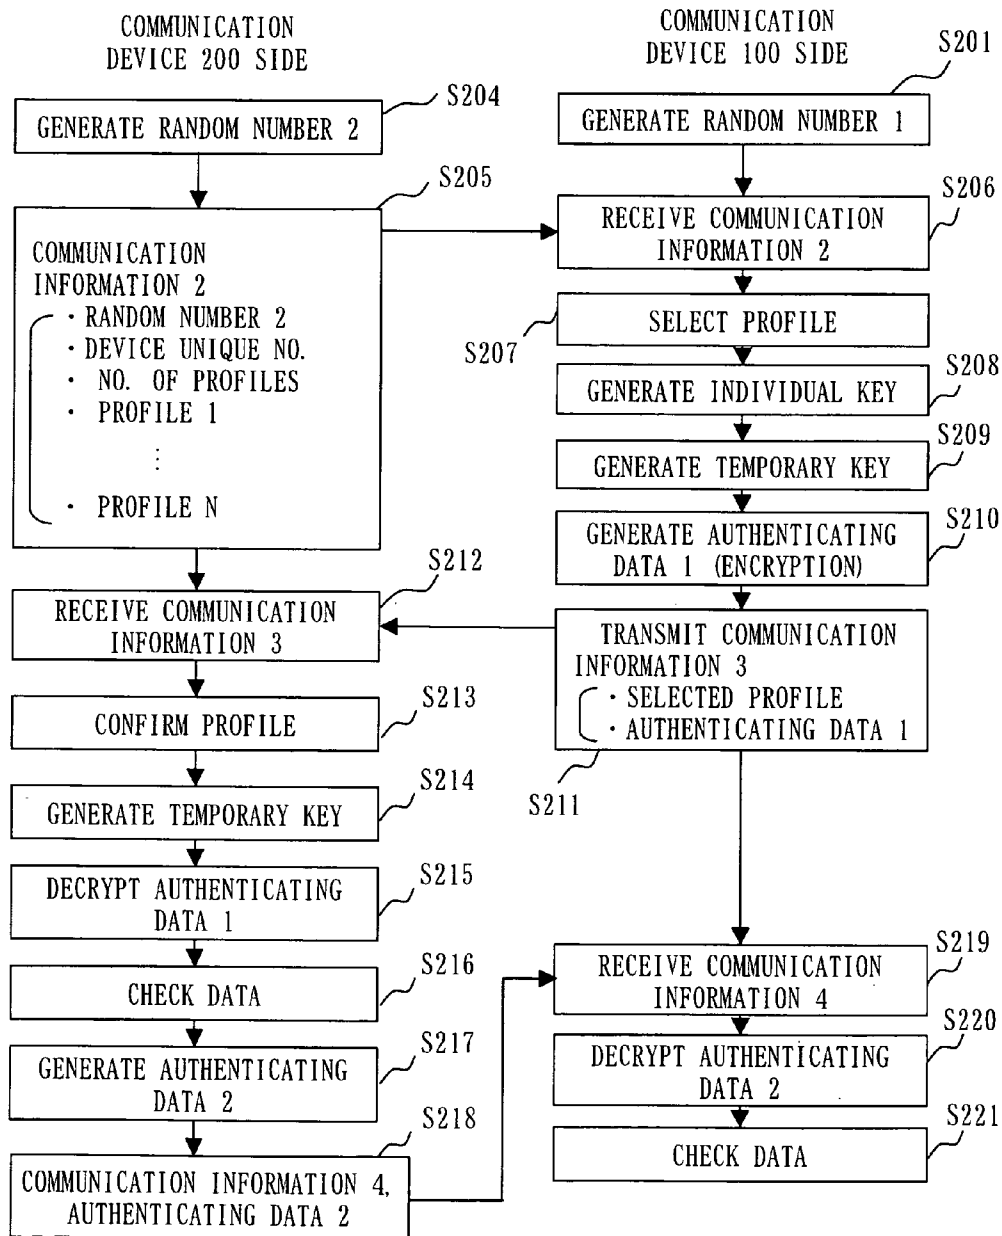 COMMUNICATION
DEVICE 200 SIDE
S204
GENERATE RANDOM NUMBER 2
S205
COMMUNICATION
INFORMATION 2
· RANDOM NUMBER 2
· DEVICE UNIQUE NO.
· NO. OF PROFILES
· PROFILE 1
⋮
· PROFILE N
S212
RECEIVE COMMUNICATION
INFORMATION 3
S213
CONFIRM PROFILE
S214
GENERATE TEMPORARY KEY
S215
DECRYPT AUTHENTICATING
DATA 1
S216
CHECK DATA
S217
GENERATE AUTHENTICATING
DATA 2
S218
COMMUNICATION INFORMATION 4,
AUTHENTICATING DATA 2
COMMUNICATION
DEVICE 100 SIDE
S201
GENERATE RANDOM NUMBER 1
S206
RECEIVE COMMUNICATION
INFORMATION 2
S207
SELECT PROFILE
S208
GENERATE INDIVIDUAL KEY
S209
GENERATE TEMPORARY KEY
S210
GENERATE AUTHENTICATING
DATA 1 (ENCRYPTION)
TRANSMIT COMMUNICATION
INFORMATION 3
· SELECTED PROFILE
· AUTHENTICATING DATA 1
S211
S219
RECEIVE COMMUNICATION
INFORMATION 4
S220
DECRYPT AUTHENTICATING
DATA 2
S221
CHECK DATA